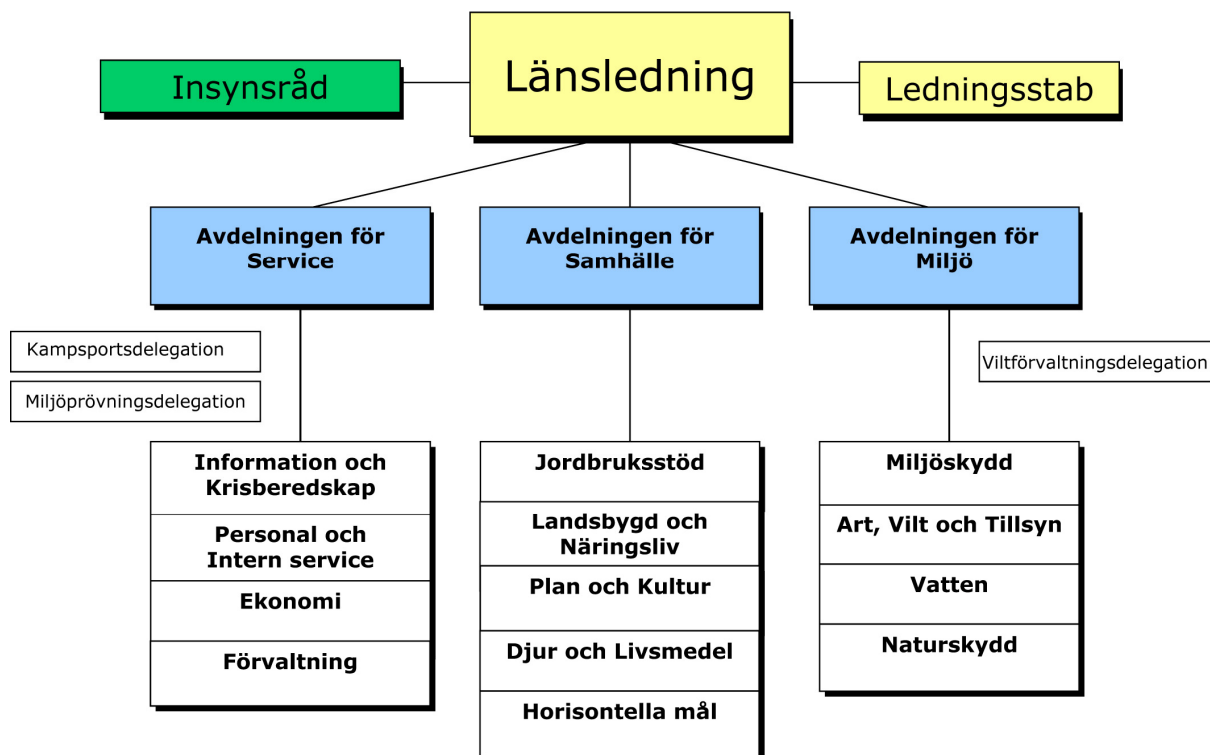 Insynsråd
Länsledning
Ledningsstab
Avdelningen för
Service
Avdelningen för
Samhälle
Avdelningen för
Miljö
Kampsportsdelegation
Miljöprövningsdelegation
Viltförvaltningsdelegation
Information och
Krisberedskap
Personal och
Intern service
Ekonomi
Förvaltning
Jordbruksstöd
Landsbygd och
Näringsliv
Plan och Kultur
Djur och Livsmedel
Horisontella mål
Miljöskydd
Art, Vilt och Tillsyn
Vatten
Naturskydd